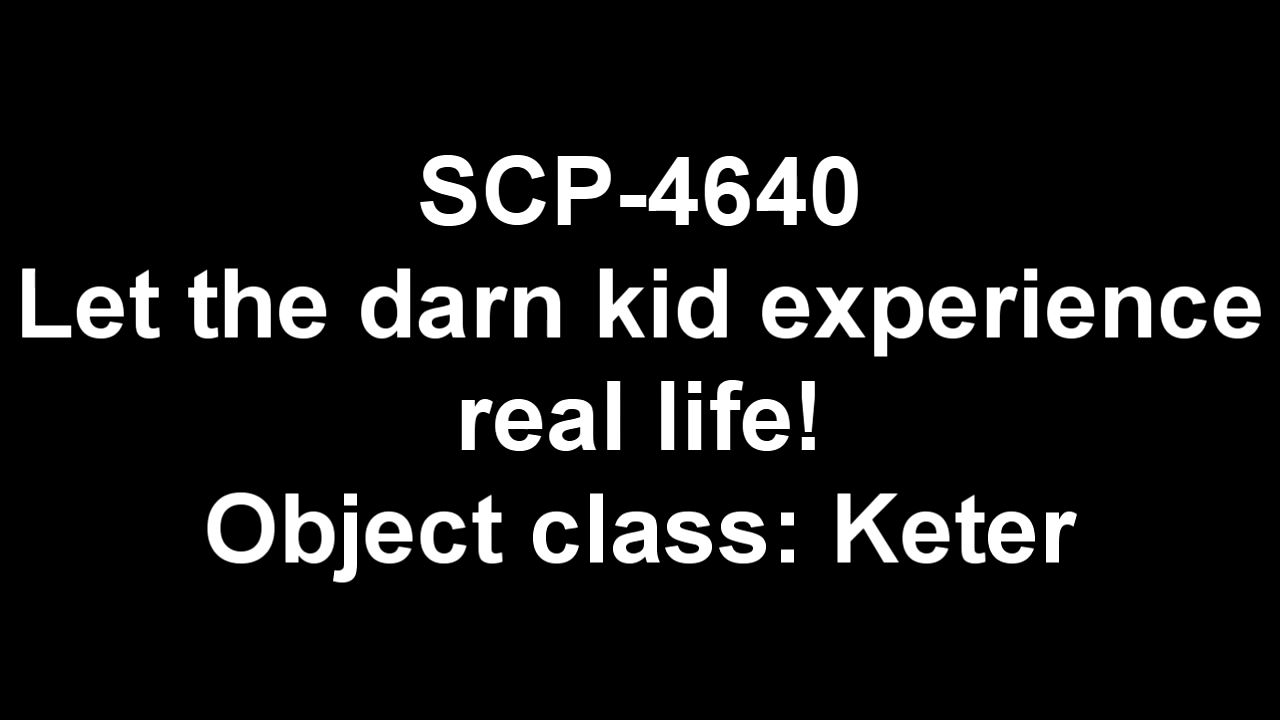 SCP-4640
Let the darn kid experience
real life!
Object class: Keter